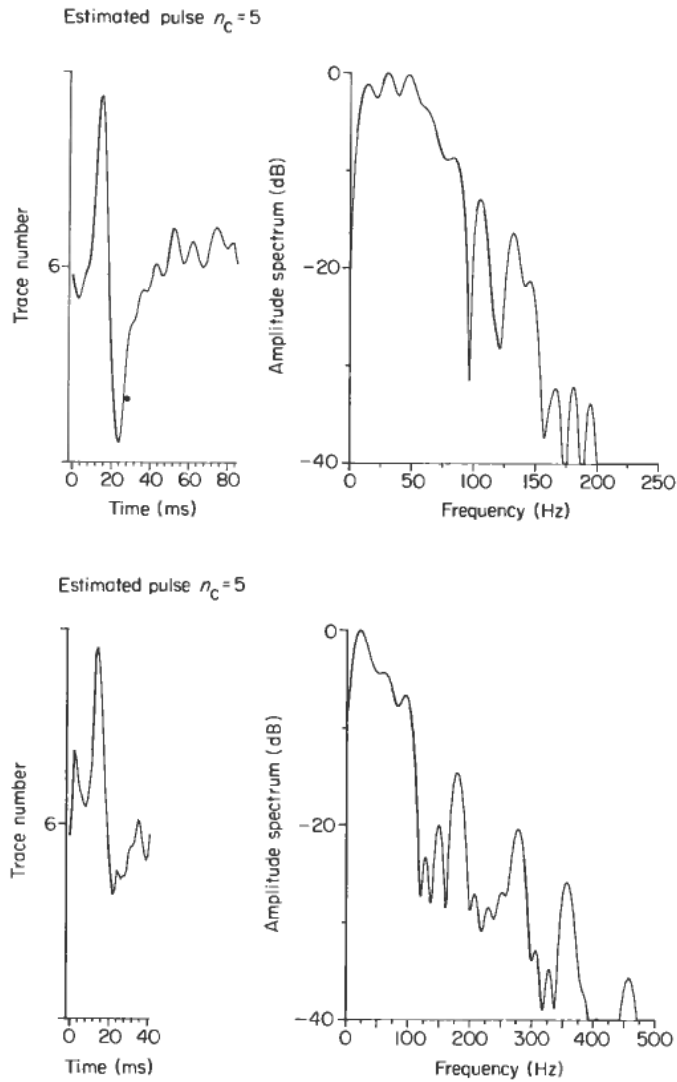 Estimated pulse n_c = 5
Trace number
6
0 20 40 60 80
Time (ms)
Amplitude spectrum (dB)
0
-20
-40
0 50 100 150 200 250
Frequency (Hz)
Estimated pulse n_c = 5
Trace number
6
0 20 40
Time (ms)
Amplitude spectrum (dB)
0
-20
-40
0 100 200 300 400 500
Frequency (Hz)